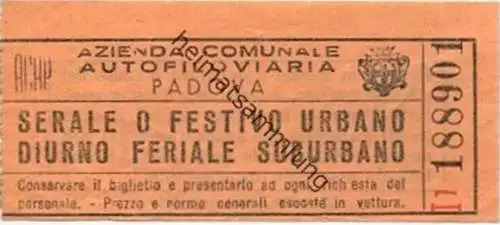 ACAP
AZIENDA COMUNALE
AUTOFILOVIARIA
PADOVA
SERALE O FESTIVO URBANO
DIURNO FERIALE SUBURBANO
Conservare il biglietto e presentarlo ad ogni richiesta del
personale. - Prezzo e norme generali esposte in vettura.
188901
heimatsammlung